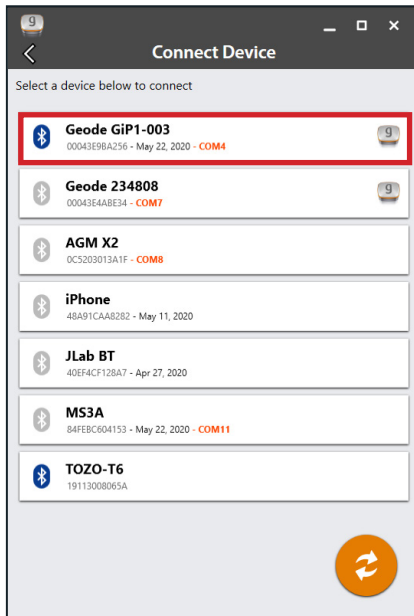 g
Connect Device
Select a device below to connect
Geode GiP1-003
g
00043E9BA256 - May 22, 2020 - COM4
Geode 234808
g
00043E4ABE34 - COM7
AGM X2
0C5203013A1F - COM8
iPhone
48A91CAA8282 - May 11, 2020
JLab BT
40EF4CF128A7 - Apr 27, 2020
MS3A
84FEBC604153 - May 22, 2020 - COM11
TOZO-T6
19113008065A